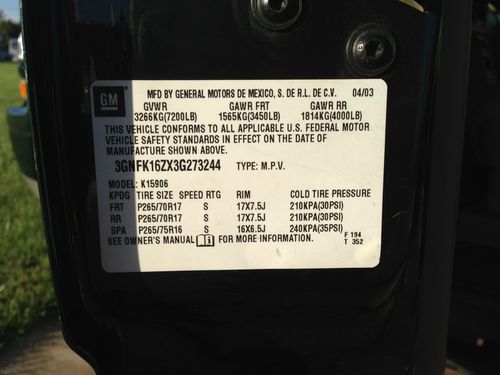 MFD BY GENERAL MOTORS DE MEXICO, S. DE R.L. DE C.V. 04/03
GM
GVWR GAWR FRT GAWR RR
3266KG(7200LB) 1565KG(3450LB) 1814KG(4000LB)
THIS VEHICLE CONFORMS TO ALL APPLICABLE U.S. FEDERAL MOTOR
VEHICLE SAFETY STANDARDS IN EFFECT ON THE DATE OF
MANUFACTURE SHOWN ABOVE.
3GNFK16ZX3G273244 TYPE: M.P.V.
MODEL: K15906
KPDG TIRE SIZE SPEED RTG RIM COLD TIRE PRESSURE
FRT P265/70R17 S 17X7.5J 210KPA(30PSI)
RR P265/70R17 S 17X7.5J 210KPA(30PSI)
SPA P265/75R16 S 16X6.5J 240KPA(35PSI)
SEE OWNER'S MANUAL FOR MORE INFORMATION.
F 194
T 352